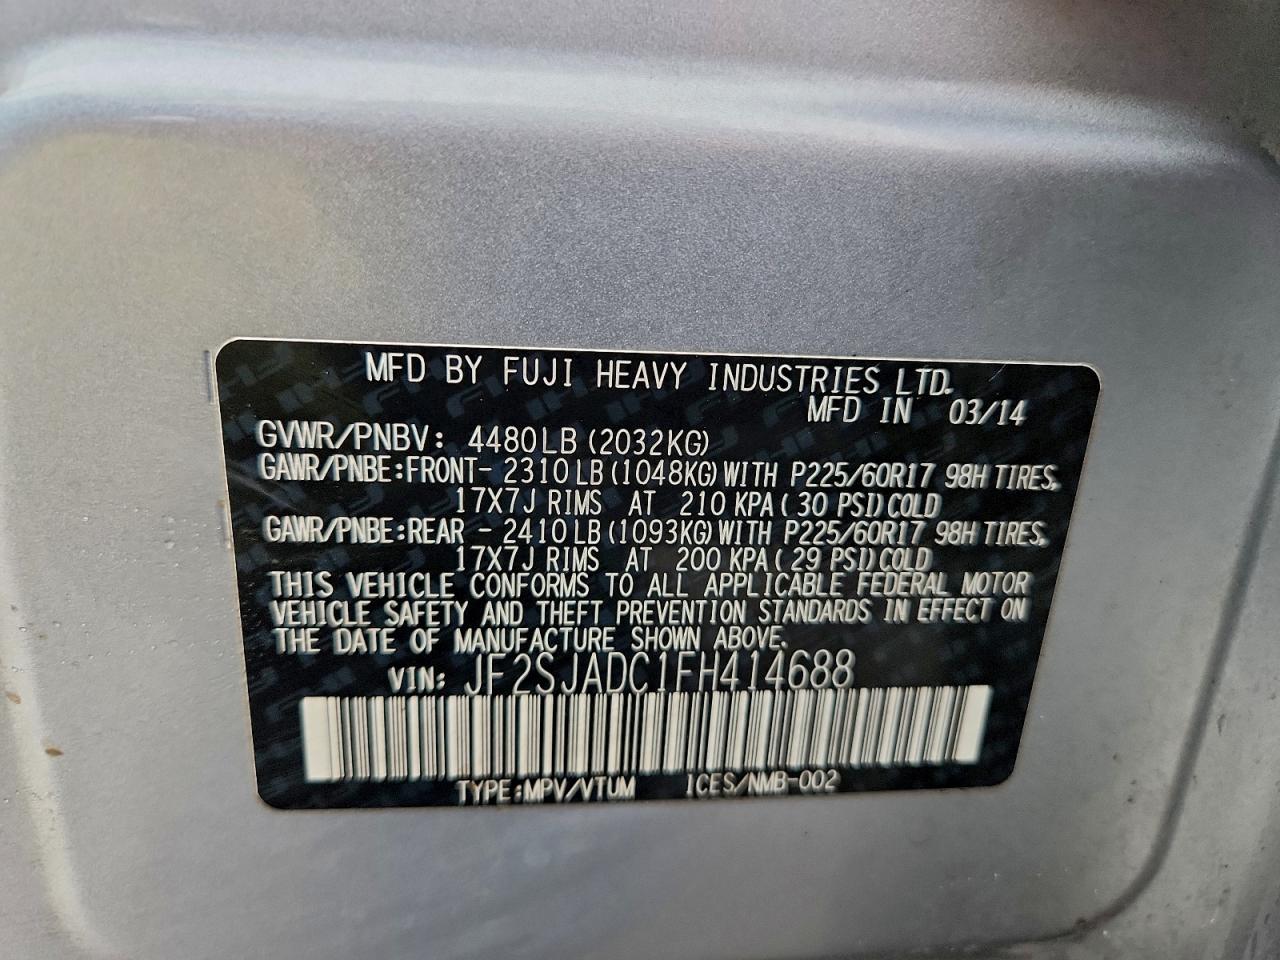 MFD BY FUJI HEAVY INDUSTRIES LTD.
MFD IN 03/14
GVWR/PNBV: 4480LB (2032KG)
GAWR/PNBE:FRONT- 2310LB (1048KG) WITH P225/60R17 98H TIRES,
17X7J RIMS AT 210 KPA ( 30 PSI) COLD
GAWR/PNBE:REAR - 2410LB (1093KG) WITH P225/60R17 98H TIRES,
17X7J RIMS AT 200 KPA ( 29 PSI) COLD
THIS VEHICLE CONFORMS TO ALL APPLICABLE FEDERAL MOTOR
VEHICLE SAFETY AND THEFT PREVENTION STANDARDS IN EFFECT ON
THE DATE OF MANUFACTURE SHOWN ABOVE.
VIN: JF2SJADC1FH414688
TYPE:MPV/VTUM ICES/NMB-002